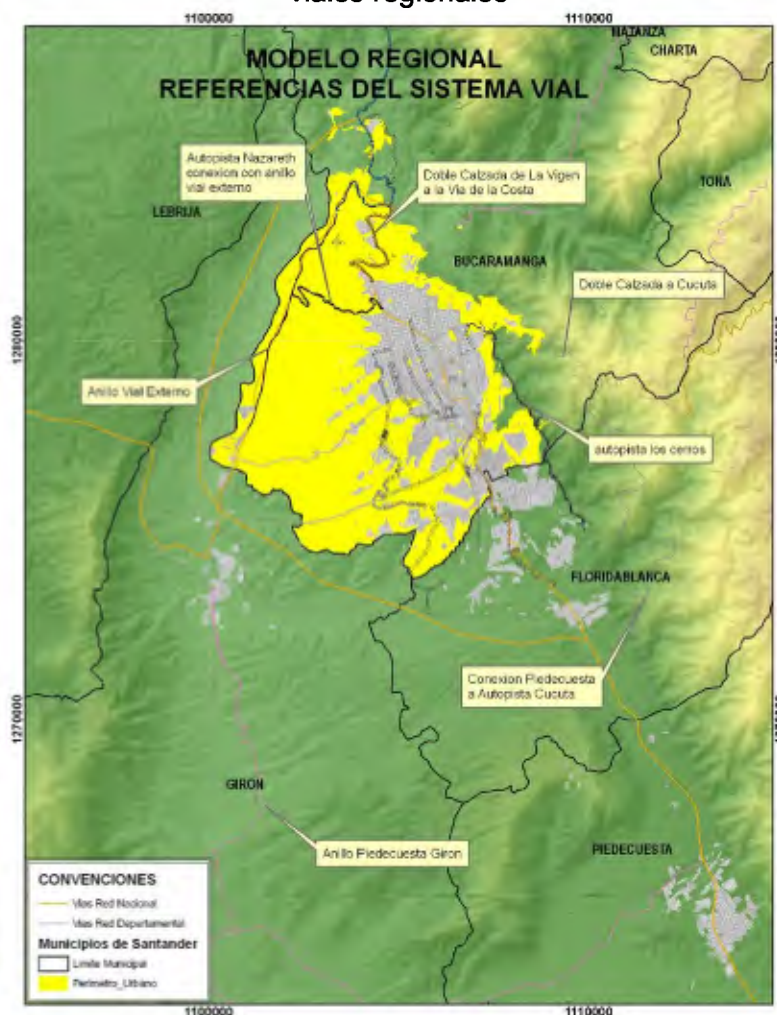 viales regionales
1100000
1110000
MODELO REGIONAL
REFERENCIAS DEL SISTEMA VIAL
MATANZA
CHARTA
Autopista Nazareth
conexion con anillo
vial externo
Doble Calzada de La Vigen
a la Via de la Costa
TONA
LEBRIJA
BUCARAMANGA
Doble Calzada a Cucuta
1280000
Anillo Vial Externo
autopista los cerros
FLORIDABLANCA
Conexion Piedecuesta
a Autopista Cucuta
1270000
GIRON
Anillo Piedecuesta Giron
PIEDECUESTA
CONVENCIONES
Vias Red Nacional
Vias Red Departamental
Municipios de Santander
Limite Municipal
Perimetro_Urbano
1100000
1110000